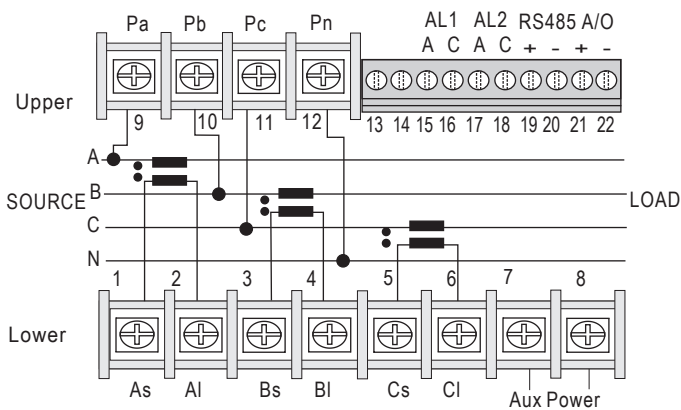 Pa Pb Pc Pn
AL1 AL2 RS485 A/O
A C A C + - + -
Upper
9 10 11 12 13 14 15 16 17 18 19 20 21 22
A
B
SOURCE LOAD
C
N
1 2 3 4 5 6 7 8
Lower
As Al Bs Bl Cs Cl Aux Power